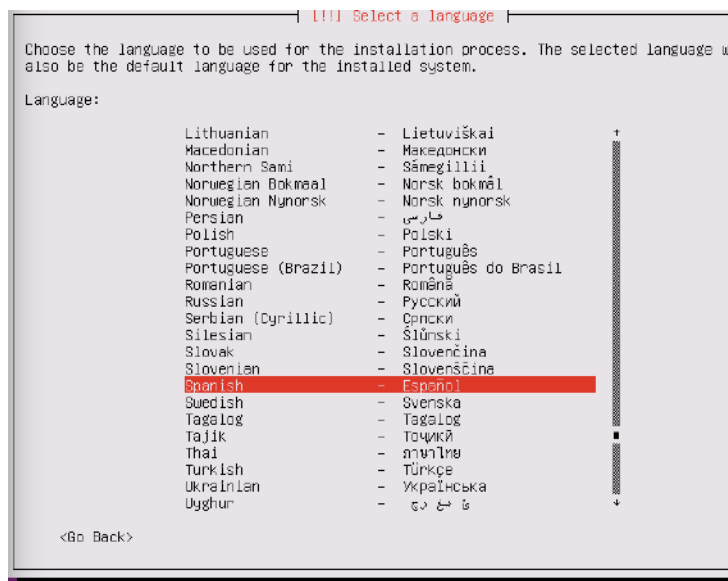 [!!] Select a language
Choose the language to be used for the installation process. The selected language
also be the default language for the installed system.
Language:
Lithuanian - Lietuviškai
Macedonian - Македонски
Northern Sami - Sámegillii
Norwegian Bokmaal - Norsk bokmål
Norwegian Nynorsk - Norsk nynorsk
Persian - فارسی
Polish - Polski
Portuguese - Português
Portuguese (Brazil) - Português do Brasil
Romanian - Română
Russian - Русский
Serbian (Cyrillic) - Српски
Silesian - Ślůnski
Slovak - Slovenčina
Slovenian - Slovenščina
Spanish - Español
Swedish - Svenska
Tagalog - Tagalog
Tajik - Тоҷикӣ
Thai - ภาษาไทย
Turkish - Türkçe
Ukrainian - Українська
Uyghur -
<Go Back>